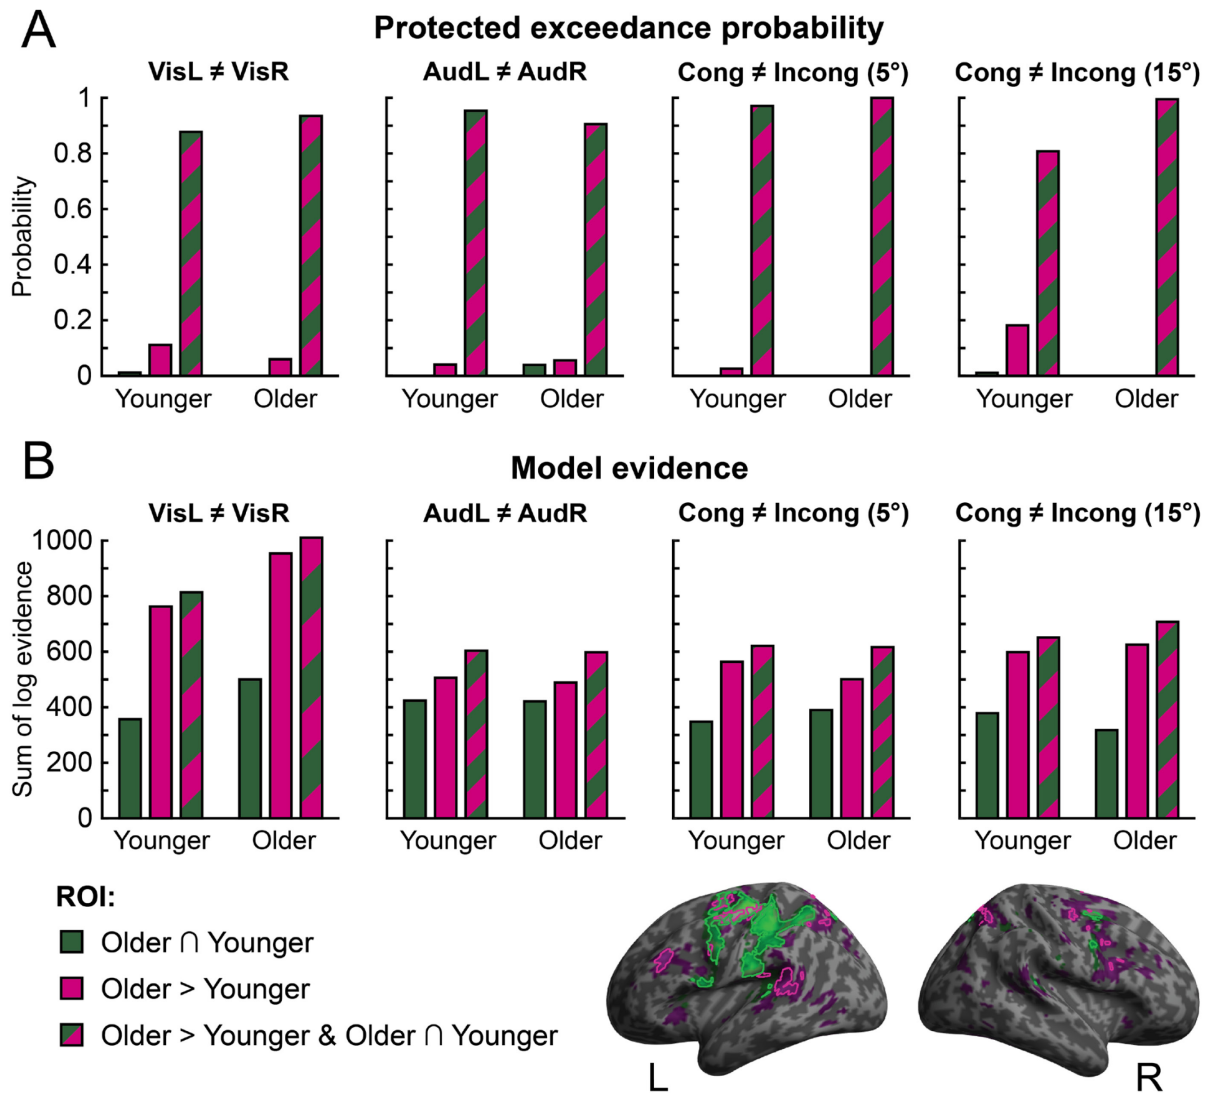 A
Protected exceedance probability
VisL ≠ VisR
AudL ≠ AudR
Cong ≠ Incong (5°)
Cong ≠ Incong (15°)
Probability
1
0.8
0.6
0.4
0.2
0
Younger Older
Younger Older
Younger Older
Younger Older
B
Model evidence
VisL ≠ VisR
AudL ≠ AudR
Cong ≠ Incong (5°)
Cong ≠ Incong (15°)
Sum of log evidence
1000
800
600
400
200
0
Younger Older
Younger Older
Younger Older
Younger Older
ROI:
Older ∩ Younger
Older > Younger
Older > Younger & Older ∩ Younger
L
R